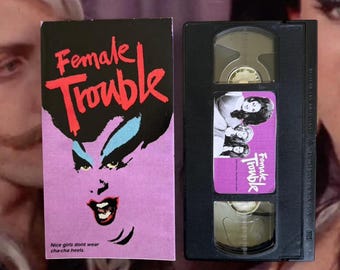 Female
Trouble
Nice girls dont wear
cha-cha heels.
Female
Trouble